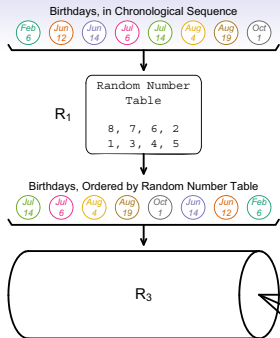 Birthdays, in Chronological Sequence
Feb 6 Jun 12 Jun 14 Jul 6 Jul 14 Aug 4 Aug 19 Oct 1
R1
Random Number
Table
8, 7, 6, 2
1, 3, 4, 5
Birthdays, Ordered by Random Number Table
Jul 14 Jul 6 Aug 4 Aug 19 Oct 1 Jun 14 Jun 12 Feb 6
R3